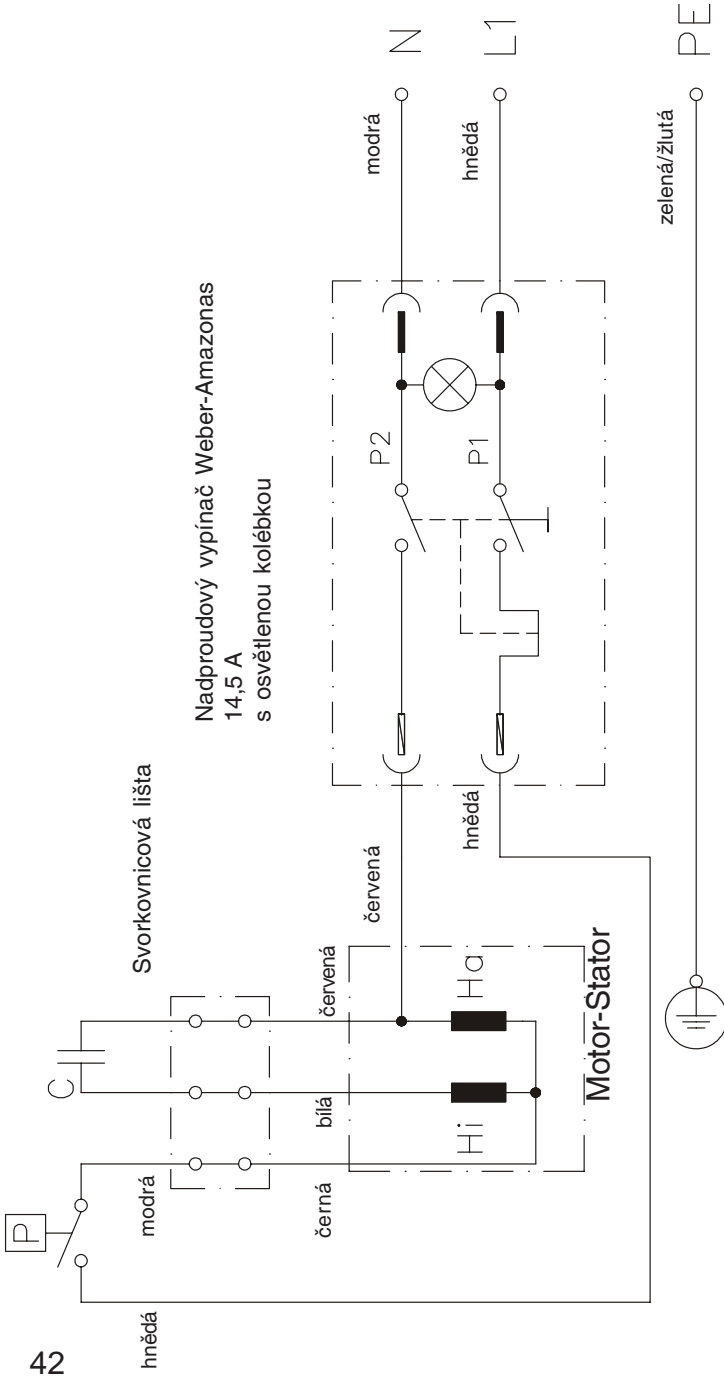 42
P
C
hnědá
modrá
černá
bílá
červená
Svorkovnicová lišta
Hi
Ha
Motor-Stator
červená
hnědá
Nadproudový vypínač Weber-Amazonas
14,5 A
s osvětlenou kolébkou
P2
P1
modrá
hnědá
zelená/žlutá
N
L1
PE